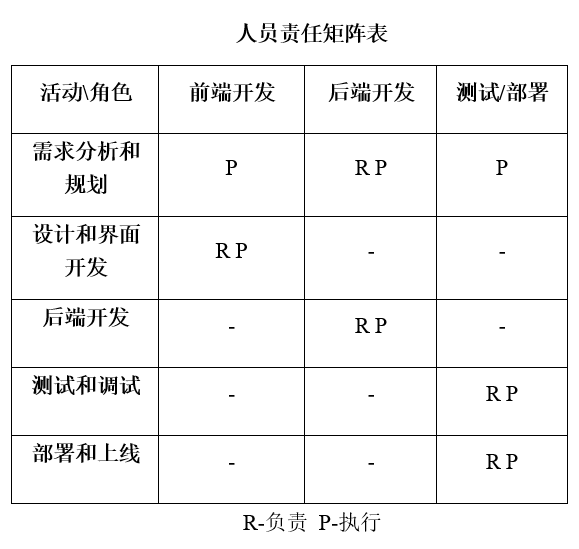 人员责任矩阵表
活动\角色 前端开发 后端开发 测试/部署
需求分析和
规划 P R P P
设计和界面
开发 R P - -
后端开发 - R P -
测试和调试 - - R P
部署和上线 - - R P
R-负责 P-执行